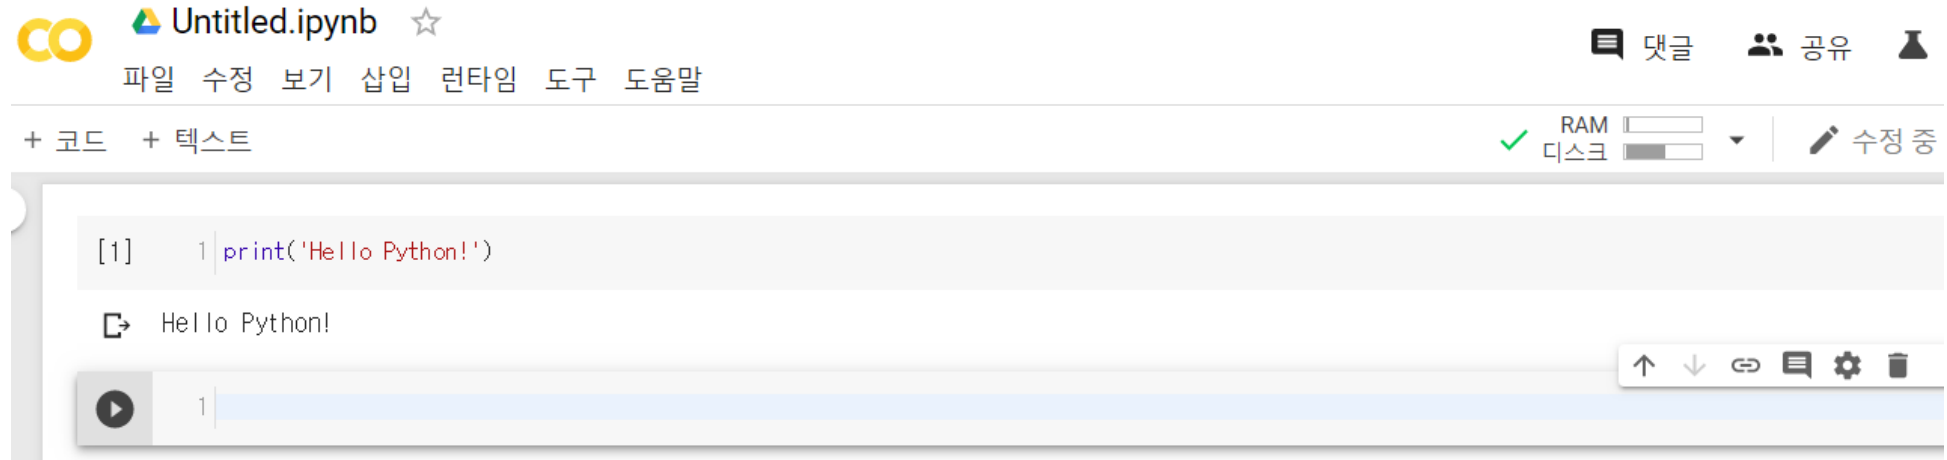 Untitled.ipynb
댓글 공유
파일 수정 보기 삽입 런타임 도구 도움말
+ 코드 + 텍스트
RAM
디스크
수정 중
[1] 1 print('Hello Python!')
Hello Python!
1